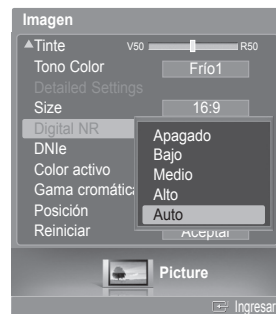 Imagen
Tinte V50 R50
Tono Color Frío1
Detailed Settings
Size 16:9
Digital NR
DNIe
Color activo
Gama cromática
Posición
Reiniciar Aceptar
Apagado
Bajo
Medio
Alto
Auto
Picture
Ingresar